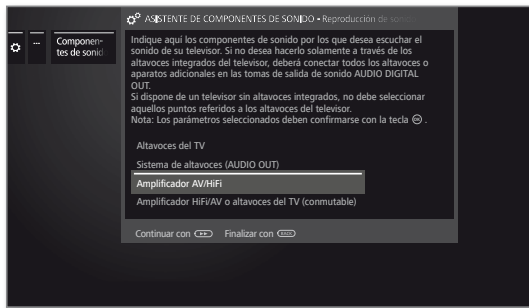 ASISTENTE DE COMPONENTES DE SONIDO • Reproducción de sonido
...
Componen-
tes de sonido
Indique aquí los componentes de sonido por los que desea escuchar el
sonido de su televisor. Si no desea hacerlo solamente a través de los
altavoces integrados del televisor, deberá conectar todos los altavoces o
aparatos adicionales en las tomas de salida de sonido AUDIO DIGITAL
OUT.
Si dispone de un televisor sin altavoces integrados, no debe seleccionar
aquellos puntos referidos a los altavoces del televisor.
Nota: Los parámetros seleccionados deben confirmarse con la tecla OK .
Altavoces del TV
Sistema de altavoces (AUDIO OUT)
Amplificador AV/HiFi
Amplificador HiFi/AV o altavoces del TV (conmutable)
Continuar con Finalizar con BACK